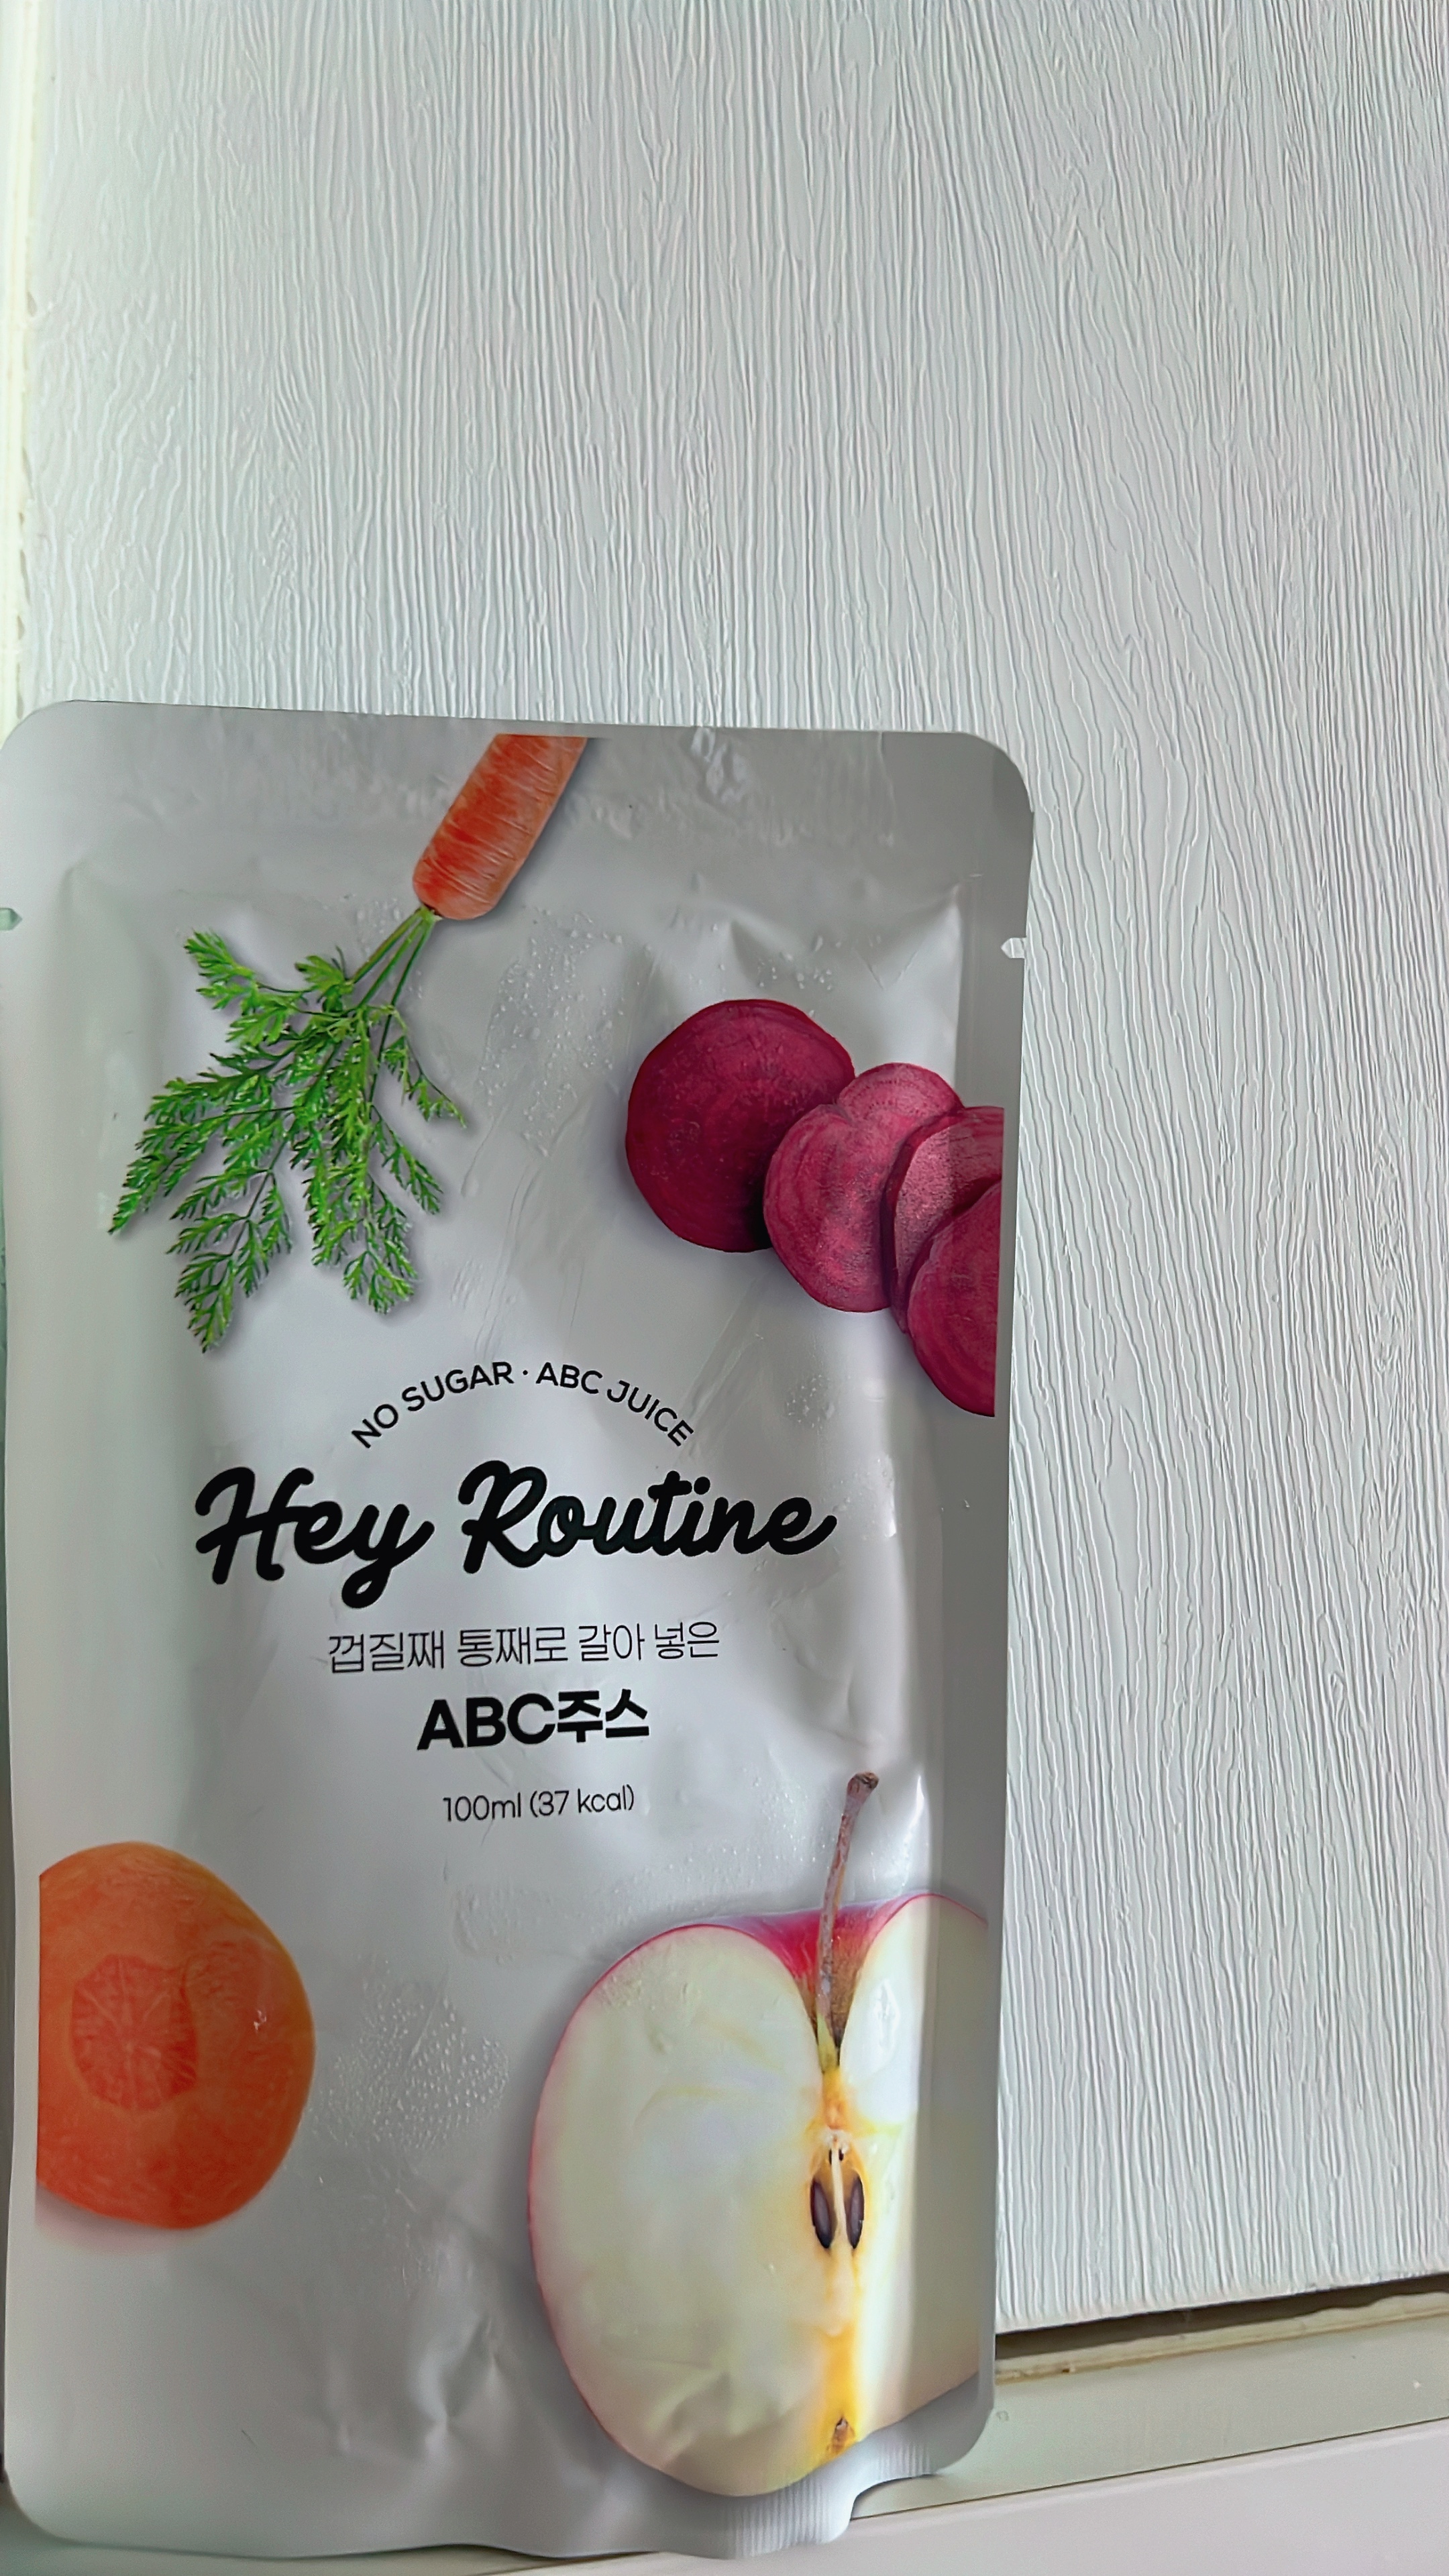 NO SUGAR · ABC JUICE
Hey Routine
껍질째 통째로 갈아 넣은
ABC주스
100ml (37 kcal)